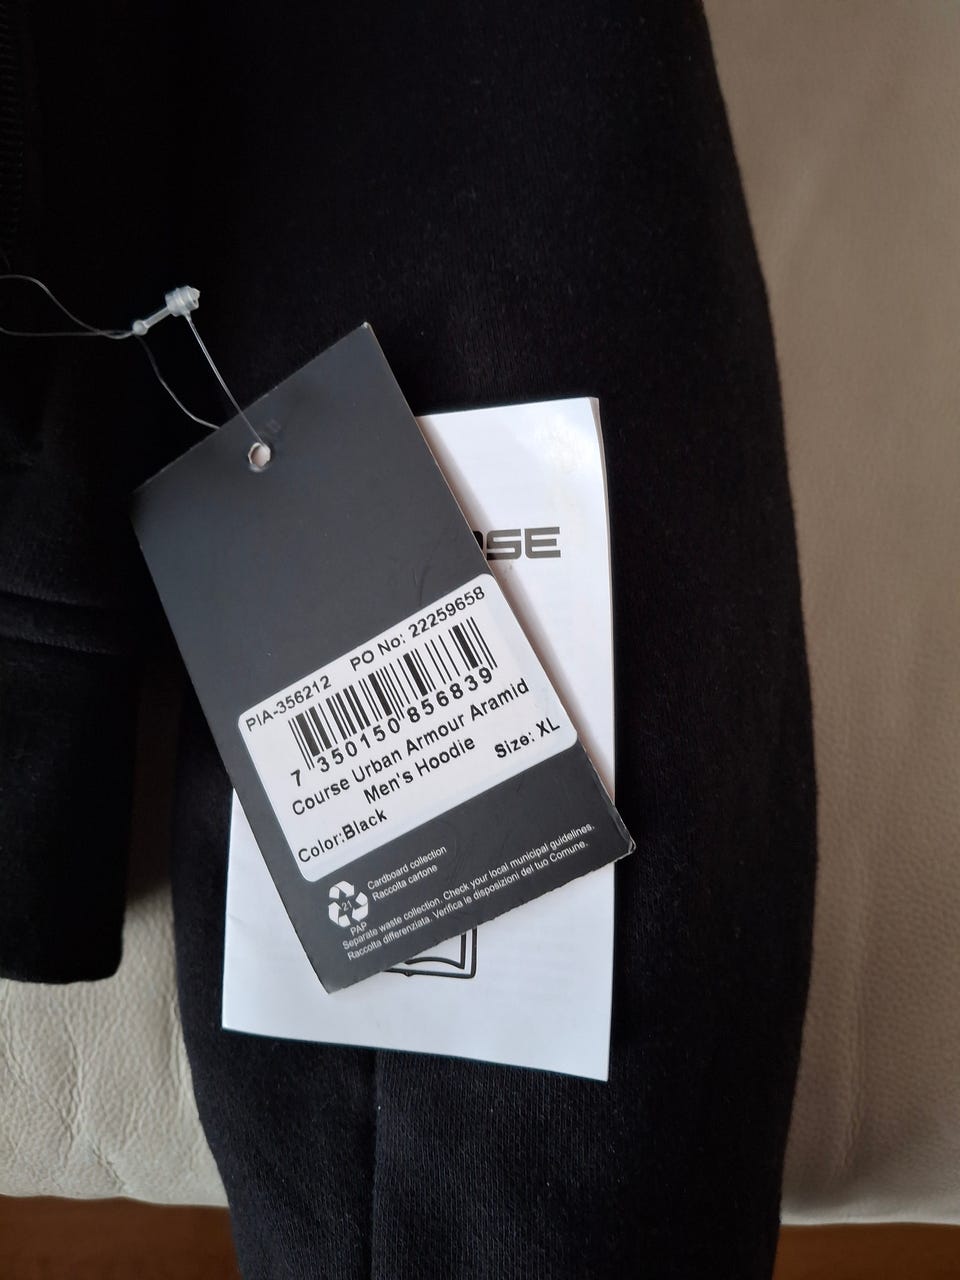 SE
PIA-356212 PO No: 22259658
7 350150 856839
Course Urban Armour Aramid
Men's Hoodie
Size: XL
Color:Black
21
PAP
Cardboard collection
Raccolta cartone
Separate waste collection. Check your local municipal guidelines.
Raccolta differenziata. Verifica le disposizioni del tuo Comune.